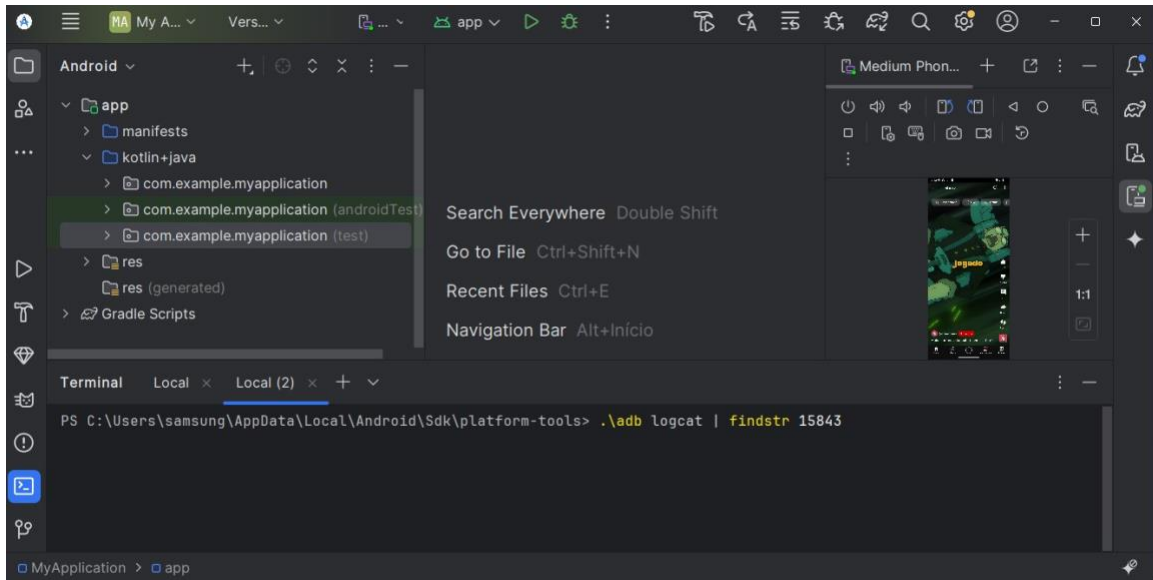 MA My A... Vers... ... app
Android
Medium Phon...
app
manifests
kotlin+java
com.example.myapplication
com.example.myapplication (androidTest)
com.example.myapplication (test)
res
res (generated)
Gradle Scripts
Search Everywhere Double Shift
Go to File Ctrl+Shift+N
Recent Files Ctrl+E
Navigation Bar Alt+Início
jogado
1:1
Terminal Local Local (2)
PS C:\Users\samsung\AppData\Local\Android\Sdk\platform-tools> .\adb logcat | findstr 15843
MyApplication > app